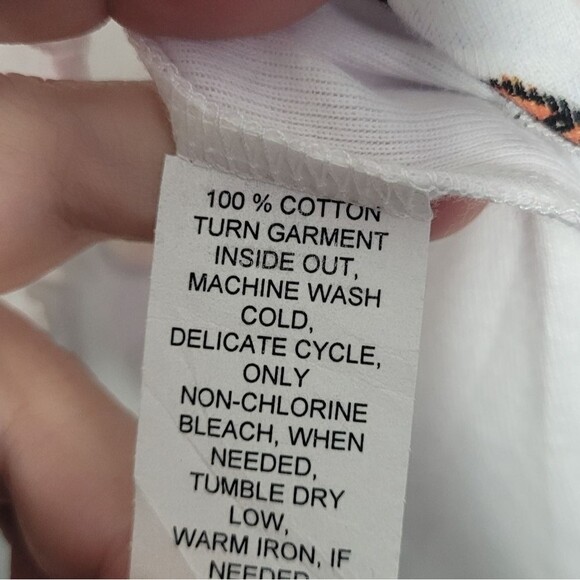 100 % COTTON
TURN GARMENT
INSIDE OUT,
MACHINE WASH
COLD,
DELICATE CYCLE,
ONLY
NON-CHLORINE
BLEACH, WHEN
NEEDED,
TUMBLE DRY
LOW,
WARM IRON, IF
NEEDED